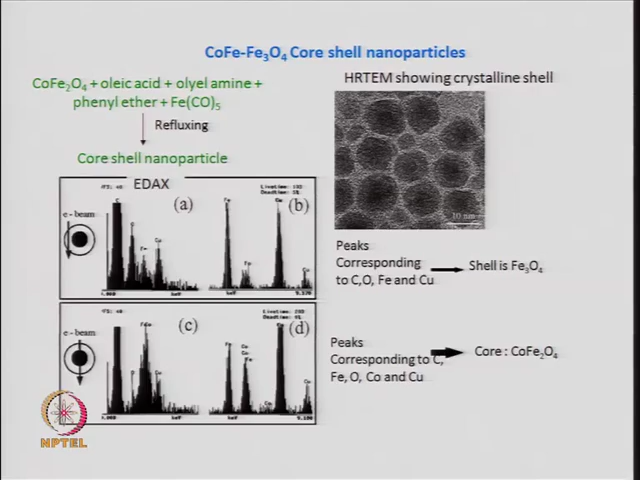 CoFe-Fe₃O₄ Core shell nanoparticles
CoFe₂O₄ + oleic acid + olyel amine +
phenyl ether + Fe(CO)₅
Refluxing
Core shell nanoparticle
HRTEM showing crystalline shell
10 nm
EDAX
e - beam
(a)
(b)
Peaks
Corresponding
to C,O, Fe and Cu
Shell is Fe₃O₄
e-beam
(c)
(d)
Peaks
Corresponding to C,
Fe, O, Co and Cu
Core : CoFe₂O₄
NPTEL